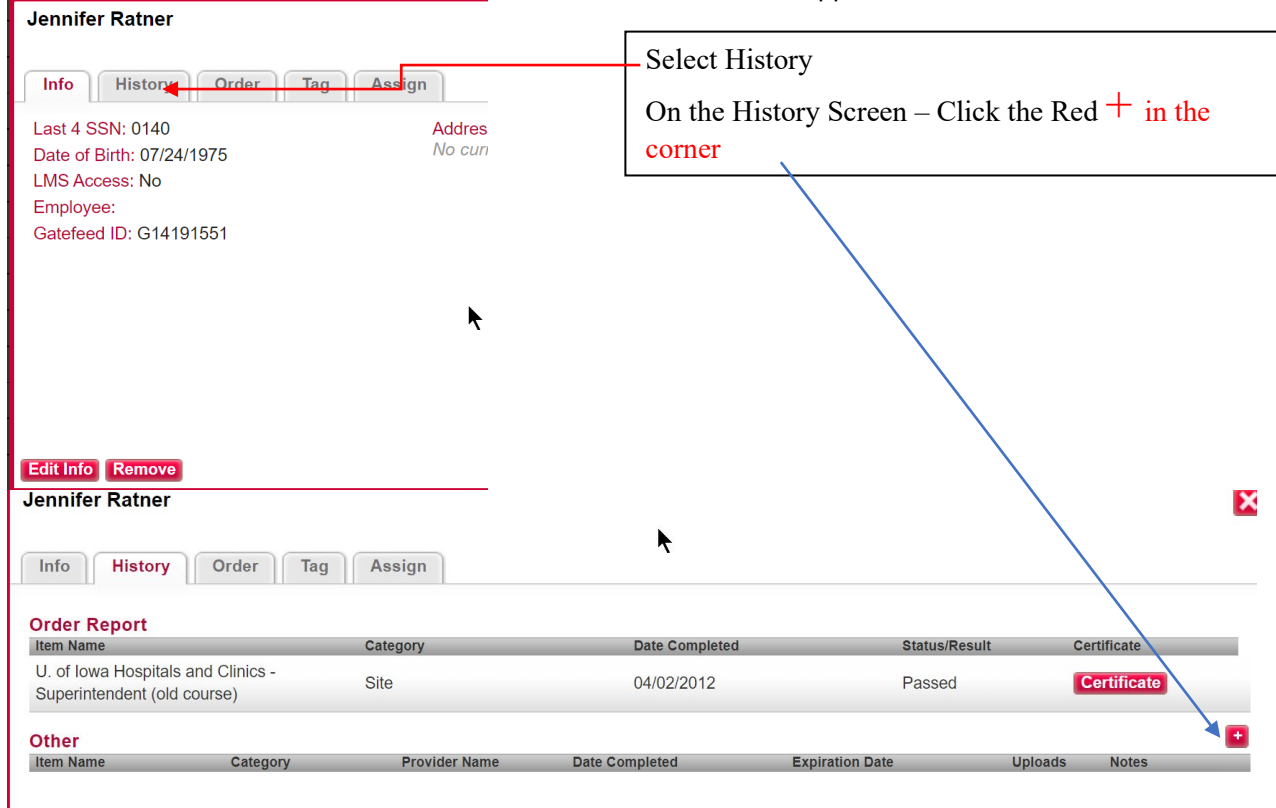 Jennifer Ratner
Select History
On the History Screen – Click the Red + in the
corner
Info History Order Tag Assign
Last 4 SSN: 0140
Date of Birth: 07/24/1975
LMS Access: No
Employee:
Gatefeed ID: G14191551
Addres
No curr
Edit Info Remove
Jennifer Ratner
Info History Order Tag Assign
Order Report
Item Name Category Date Completed Status/Result Certificate
U. of Iowa Hospitals and Clinics -
Superintendent (old course)
Site 04/02/2012 Passed Certificate
Other
+
Item Name Category Provider Name Date Completed Expiration Date Uploads Notes